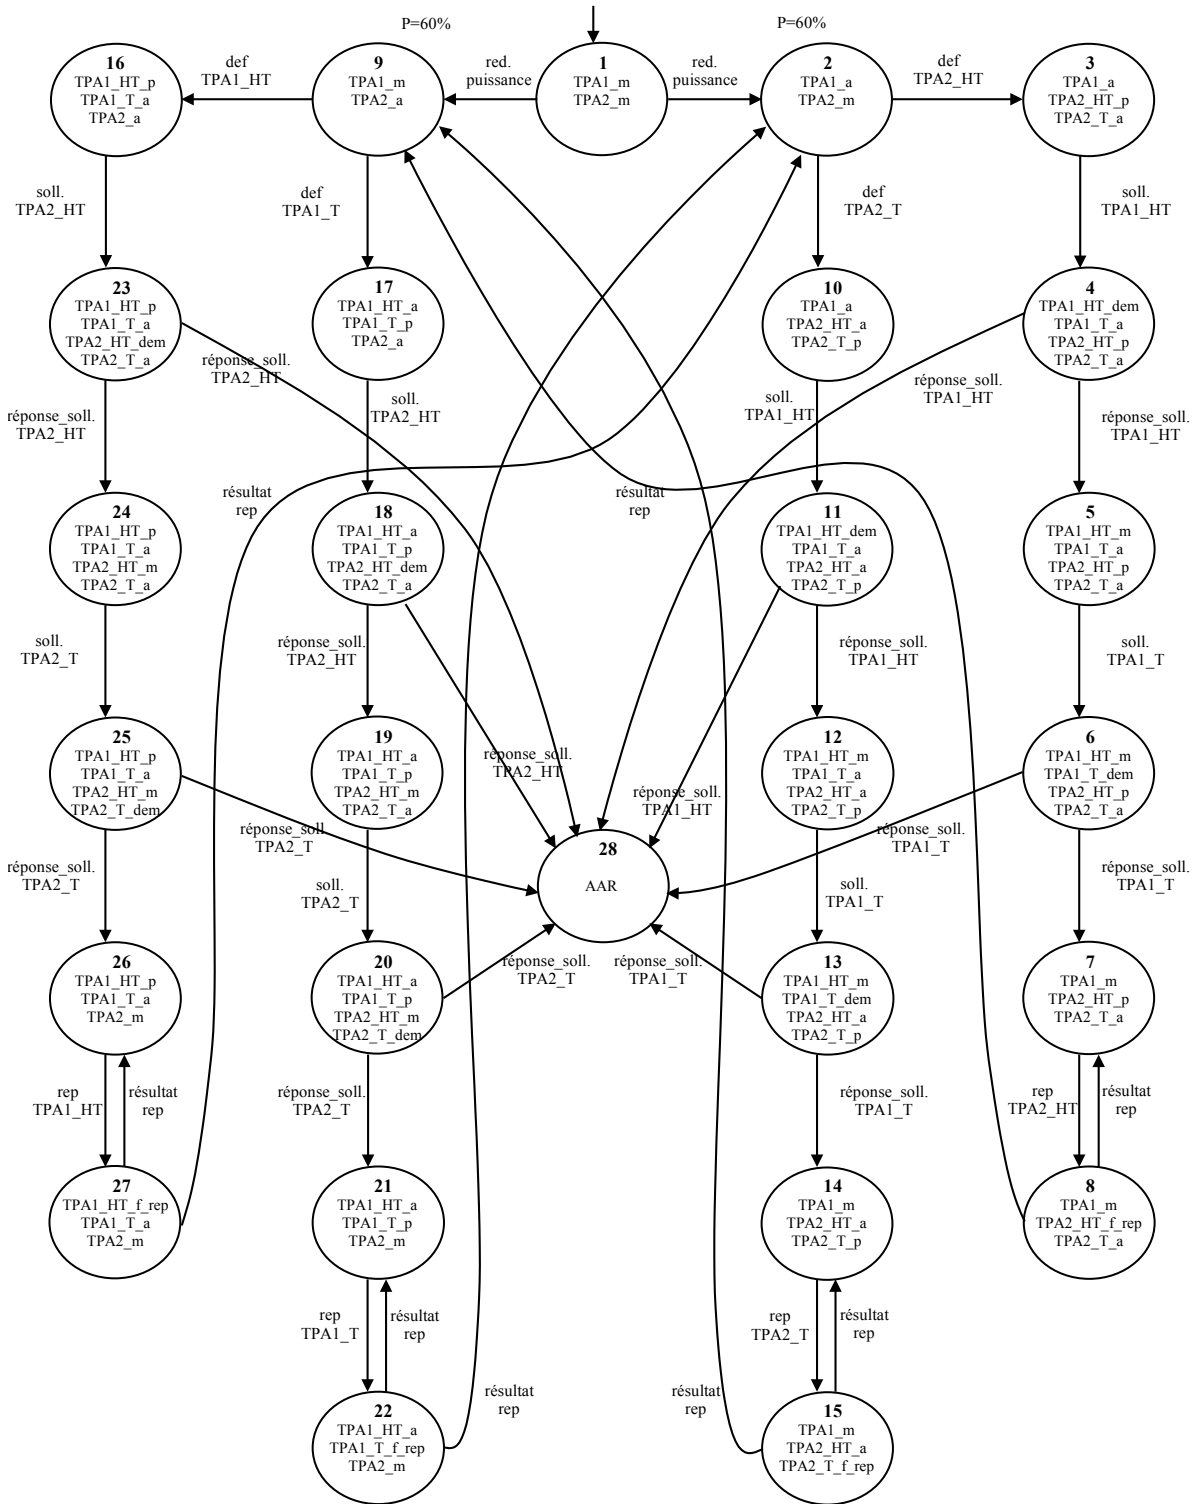 P=60%
P=60%
16
TPA1_HT_p
TPA1_T_a
TPA2_a
def
TPA1_HT
9
TPA1_m
TPA2_a
red.
puissance
1
TPA1_m
TPA2_m
red.
puissance
2
TPA1_a
TPA2_m
def
TPA2_HT
3
TPA1_a
TPA2_HT_p
TPA2_T_a
soll.
TPA2_HT
def
TPA1_T
def
TPA2_T
soll.
TPA1_HT
23
TPA1_HT_p
TPA1_T_a
TPA2_HT_dem
TPA2_T_a
17
TPA1_HT_a
TPA1_T_p
TPA2_a
10
TPA1_a
TPA2_HT_a
TPA2_T_p
4
TPA1_HT_dem
TPA1_T_a
TPA2_HT_p
TPA2_T_a
réponse_soll.
TPA2_HT
réponse_soll.
TPA2_HT
soll.
TPA2_HT
soll.
TPA1_HT
réponse_soll.
TPA1_HT
réponse_soll.
TPA1_HT
résultat
rep
résultat
rep
24
TPA1_HT_p
TPA1_T_a
TPA2_HT_m
TPA2_T_a
18
TPA1_HT_a
TPA1_T_p
TPA2_HT_dem
TPA2_T_a
11
TPA1_HT_dem
TPA1_T_a
TPA2_HT_a
TPA2_T_p
5
TPA1_HT_m
TPA1_T_a
TPA2_HT_p
TPA2_T_a
soll.
TPA2_T
réponse_soll.
TPA2_HT
réponse_soll.
TPA1_HT
soll.
TPA1_T
25
TPA1_HT_p
TPA1_T_a
TPA2_HT_m
TPA2_T_dem
19
TPA1_HT_a
TPA1_T_p
TPA2_HT_m
TPA2_T_a
réponse_soll.
TPA2_HT
réponse_soll.
TPA1_HT
12
TPA1_HT_m
TPA1_T_a
TPA2_HT_a
TPA2_T_p
6
TPA1_HT_m
TPA1_T_dem
TPA2_HT_p
TPA2_T_a
réponse_soll.
TPA2_T
réponse_soll.
TPA2_T
soll.
TPA2_T
28
AAR
soll.
TPA1_T
réponse_soll.
TPA1_T
réponse_soll.
TPA1_T
26
TPA1_HT_p
TPA1_T_a
TPA2_m
20
TPA1_HT_a
TPA1_T_p
TPA2_HT_m
TPA2_T_dem
réponse_soll.
TPA2_T
réponse_soll.
TPA1_T
13
TPA1_HT_m
TPA1_T_dem
TPA2_HT_a
TPA2_T_p
7
TPA1_m
TPA2_HT_p
TPA2_T_a
rep
TPA1_HT
résultat
rep
réponse_soll.
TPA2_T
réponse_soll.
TPA1_T
rep
TPA2_HT
résultat
rep
27
TPA1_HT_f_rep
TPA1_T_a
TPA2_m
21
TPA1_HT_a
TPA1_T_p
TPA2_m
14
TPA1_m
TPA2_HT_a
TPA2_T_p
8
TPA1_m
TPA2_HT_f_rep
TPA2_T_a
rep
TPA1_T
résultat
rep
rep
TPA2_T
résultat
rep
résultat
rep
résultat
rep
22
TPA1_HT_a
TPA1_T_f_rep
TPA2_m
15
TPA1_m
TPA2_HT_a
TPA2_T_f_rep